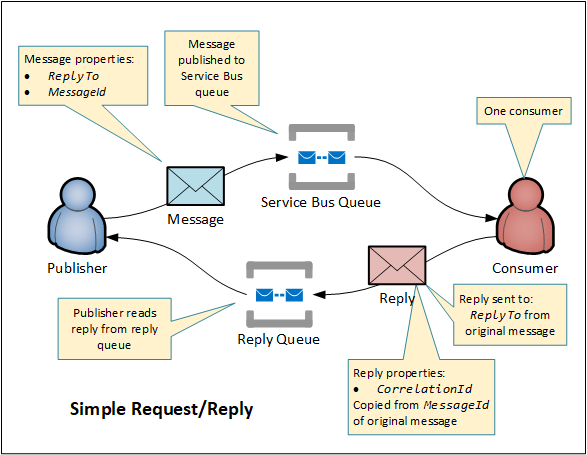 Message properties:
• ReplyTo
• MessageId
Message
published to
Service Bus
queue
One consumer
Message
Service Bus Queue
Publisher
Consumer
Reply
Publisher reads
reply from reply
queue
Reply Queue
Reply sent to:
ReplyTo from
original message
Reply properties:
• CorrelationId
Copied from MessageId
of original message
Simple Request/Reply